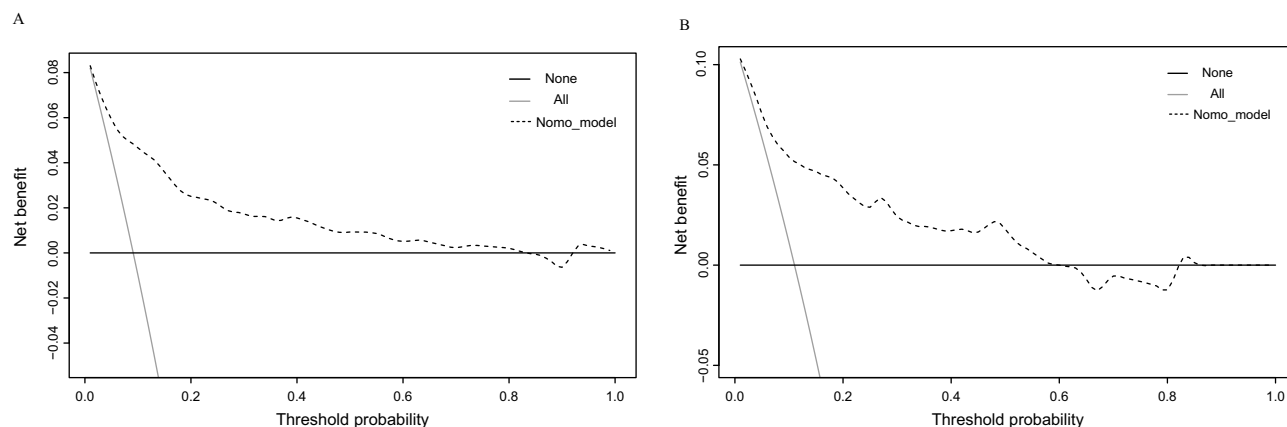 A
Net benefit
0.08
0.06
0.04
0.02
0.00
−0.02
−0.04
None
All
Nomo_model
0.0 0.2 0.4 0.6 0.8 1.0
Threshold probability
B
Net benefit
0.10
0.05
0.00
−0.05
None
All
Nomo_model
0.0 0.2 0.4 0.6 0.8 1.0
Threshold probability